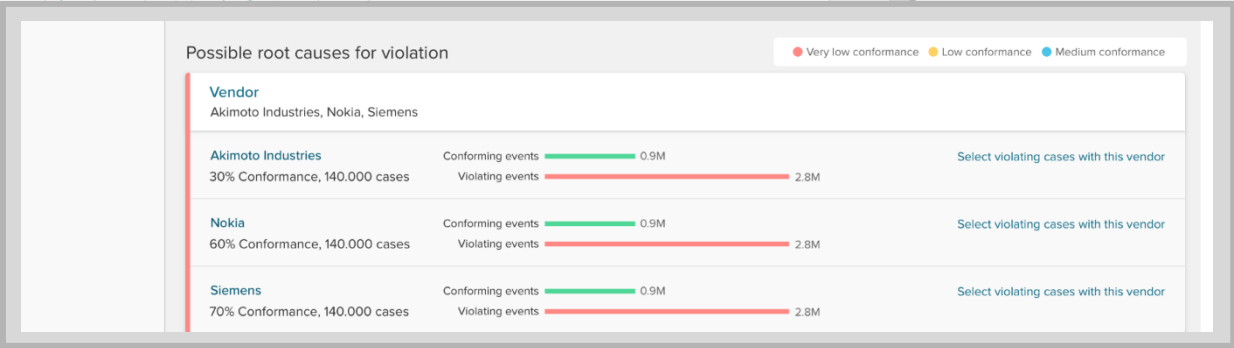 Possible root causes for violation
Very low conformance Low conformance Medium conformance
Vendor
Akimoto Industries, Nokia, Siemens
Akimoto Industries Conforming events 0.9M Select violating cases with this vendor
30% Conformance, 140.000 cases Violating events 2.8M
Nokia Conforming events 0.9M Select violating cases with this vendor
60% Conformance, 140.000 cases Violating events 2.8M
Siemens Conforming events 0.9M Select violating cases with this vendor
70% Conformance, 140.000 cases Violating events 2.8M